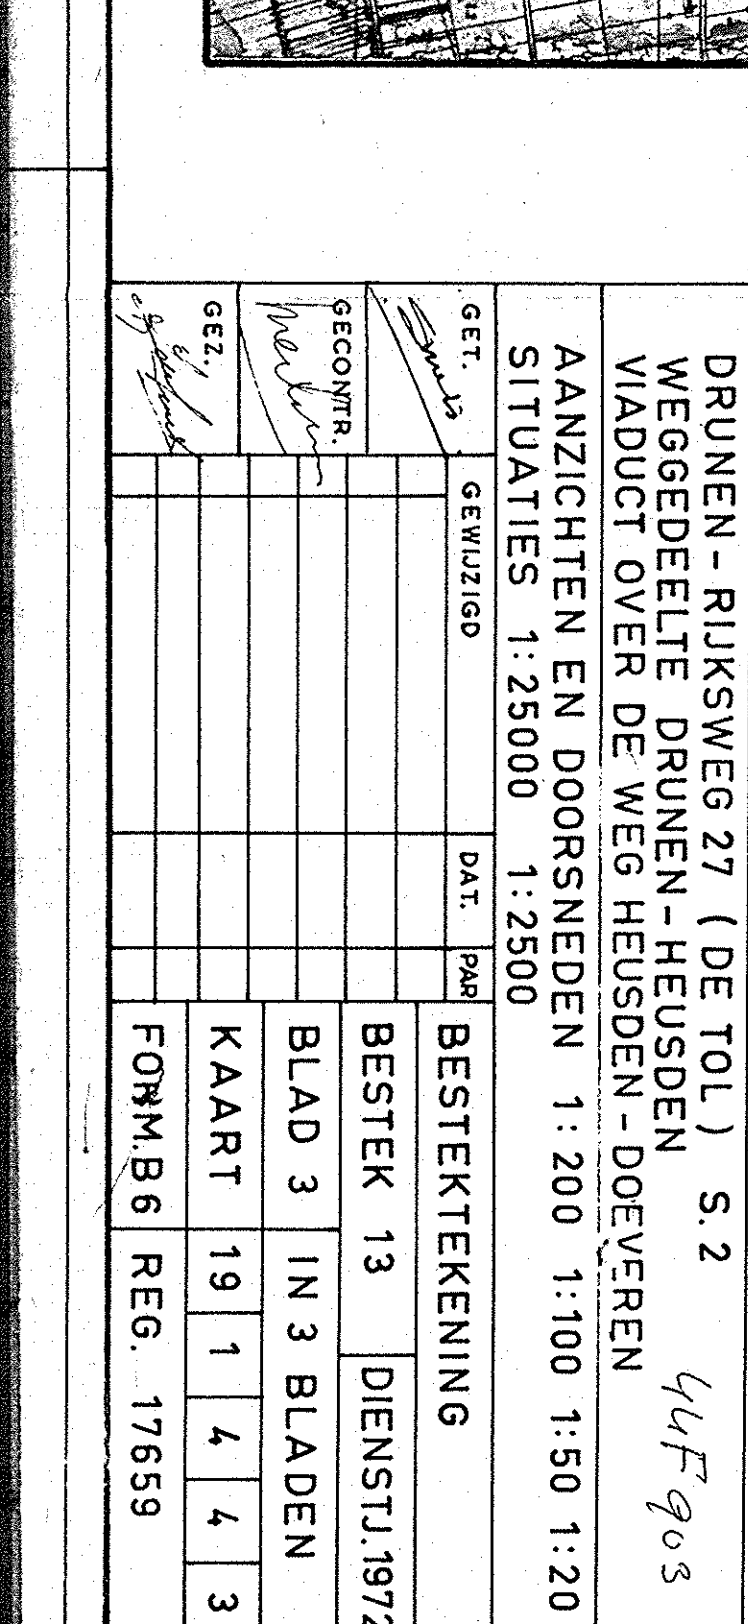 DRUNEN - RIJKSWEG 27 ( DE TOL ) S. 2
WEGGEDEELTE DRUNEN - HEUSDEN
44F 903
VIADUCT OVER DE WEG HEUSDEN - DOEVEREN
AANZICHTEN EN DOORSNEDEN 1: 200 1:100 1:50 1:20
SITUATIES 1:25000 1:2500
GET.
Smets
GECONTR.
GEZ.
GEWIJZIGD DAT. PAR
BESTEKTEKENING
BESTEK 13 DIENSTJ. 1972
BLAD 3 IN 3 BLADEN
KAART 19 1 4 4 3
FORM. B6 REG. 17659